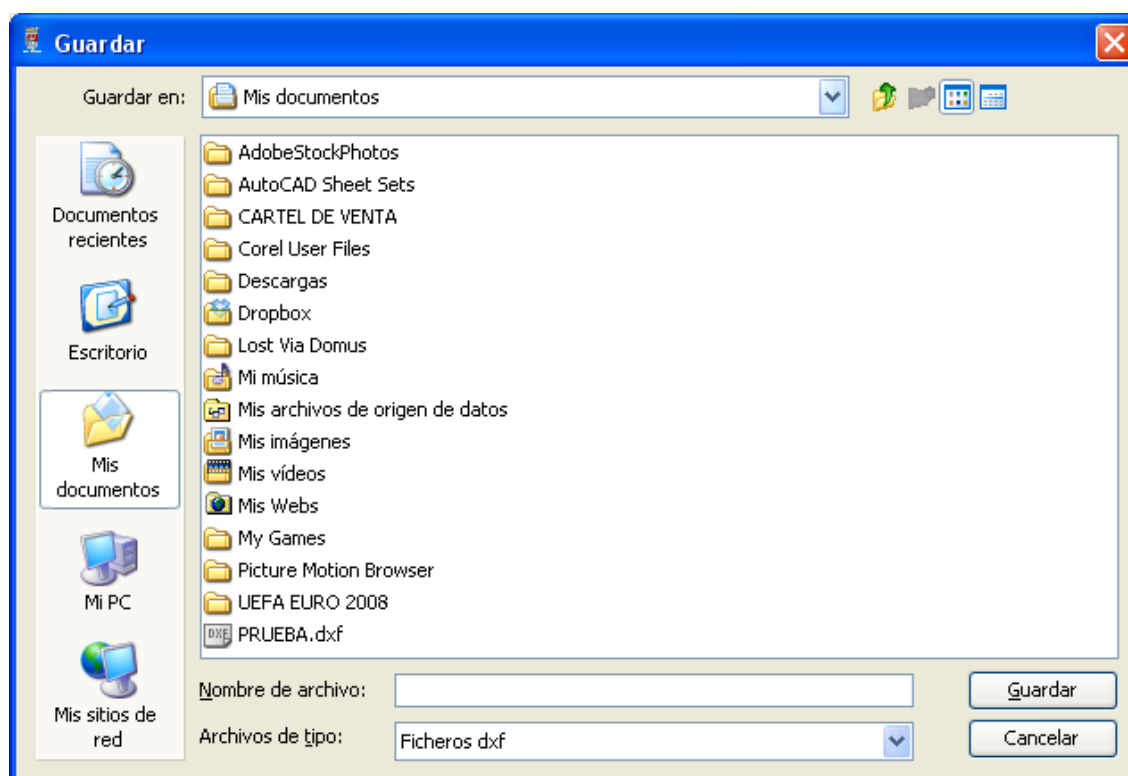 Guardar
Guardar en:
Mis documentos
Documentos
recientes
Escritorio
Mis
documentos
Mi PC
Mis sitios de
red
AdobeStockPhotos
AutoCAD Sheet Sets
CARTEL DE VENTA
Corel User Files
Descargas
Dropbox
Lost Via Domus
Mi música
Mis archivos de origen de datos
Mis imágenes
Mis vídeos
Mis Webs
My Games
Picture Motion Browser
UEFA EURO 2008
DXF PRUEBA.dxf
Nombre de archivo:
Guardar
Archivos de tipo:
Ficheros dxf
Cancelar